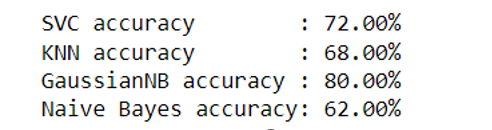 SVC accuracy        : 72.00%
KNN accuracy        : 68.00%
GaussianNB accuracy : 80.00%
Naive Bayes accuracy: 62.00%